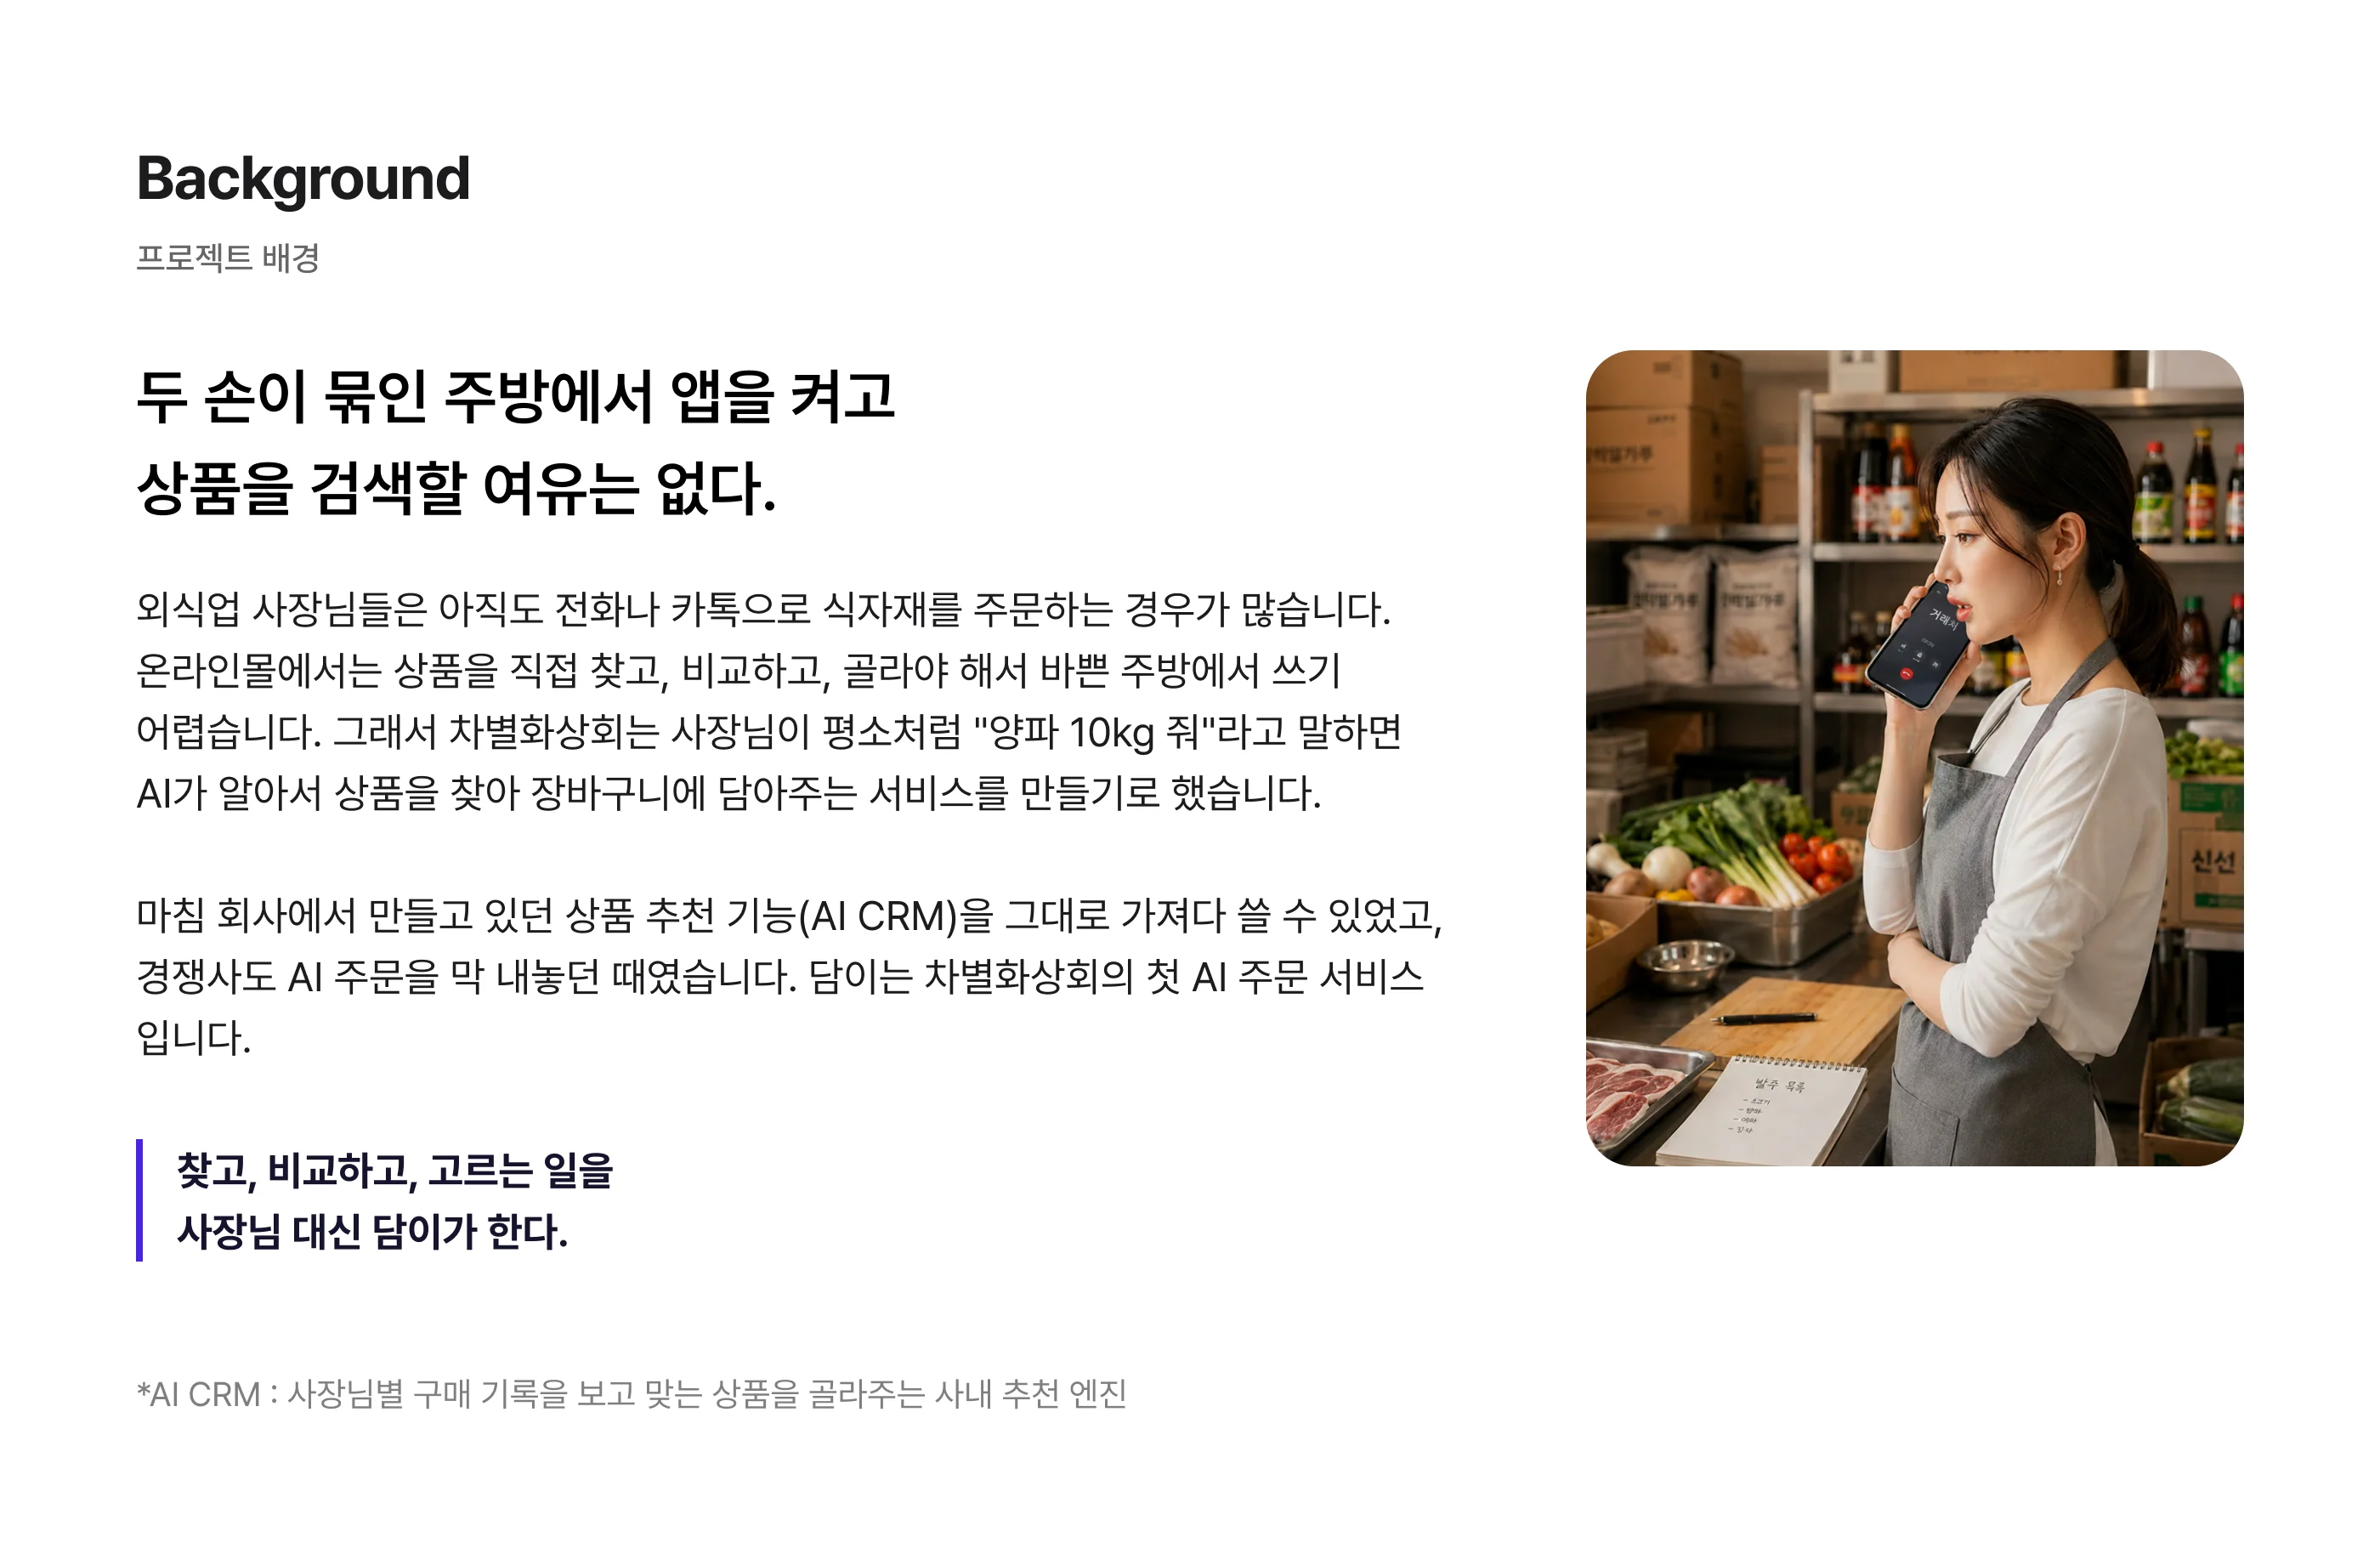 Background
프로젝트 배경
두 손이 묶인 주방에서 앱을 켜고
상품을 검색할 여유는 없다.
외식업 사장님들은 아직도 전화나 카톡으로 식자재를 주문하는 경우가 많습니다.
온라인몰에서는 상품을 직접 찾고, 비교하고, 골라야 해서 바쁜 주방에서 쓰기
어렵습니다. 그래서 차별화상회는 사장님이 평소처럼 "양파 10kg 줘"라고 말하면
AI가 알아서 상품을 찾아 장바구니에 담아주는 서비스를 만들기로 했습니다.
마침 회사에서 만들고 있던 상품 추천 기능(AI CRM)을 그대로 가져다 쓸 수 있었고,
경쟁사도 AI 주문을 막 내놓던 때였습니다. 담이는 차별화상회의 첫 AI 주문 서비스
입니다.
찾고, 비교하고, 고르는 일을
사장님 대신 담이가 한다.
*AI CRM : 사장님별 구매 기록을 보고 맞는 상품을 골라주는 사내 추천 엔진
거래처
신선
발주 목록